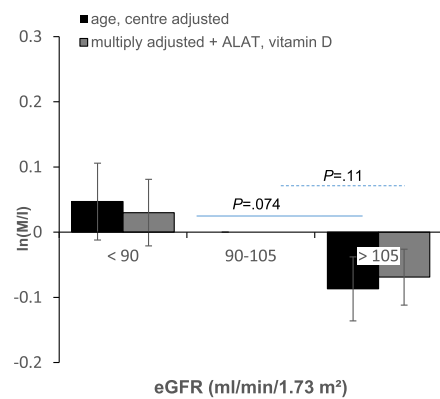 age, centre adjusted
multiply adjusted + ALAT, vitamin D
0.3
0.2
0.1
0
-0.1
-0.2
ln(M/I)
P=.11
P=.074
< 90 90-105 > 105
eGFR (ml/min/1.73 m²)